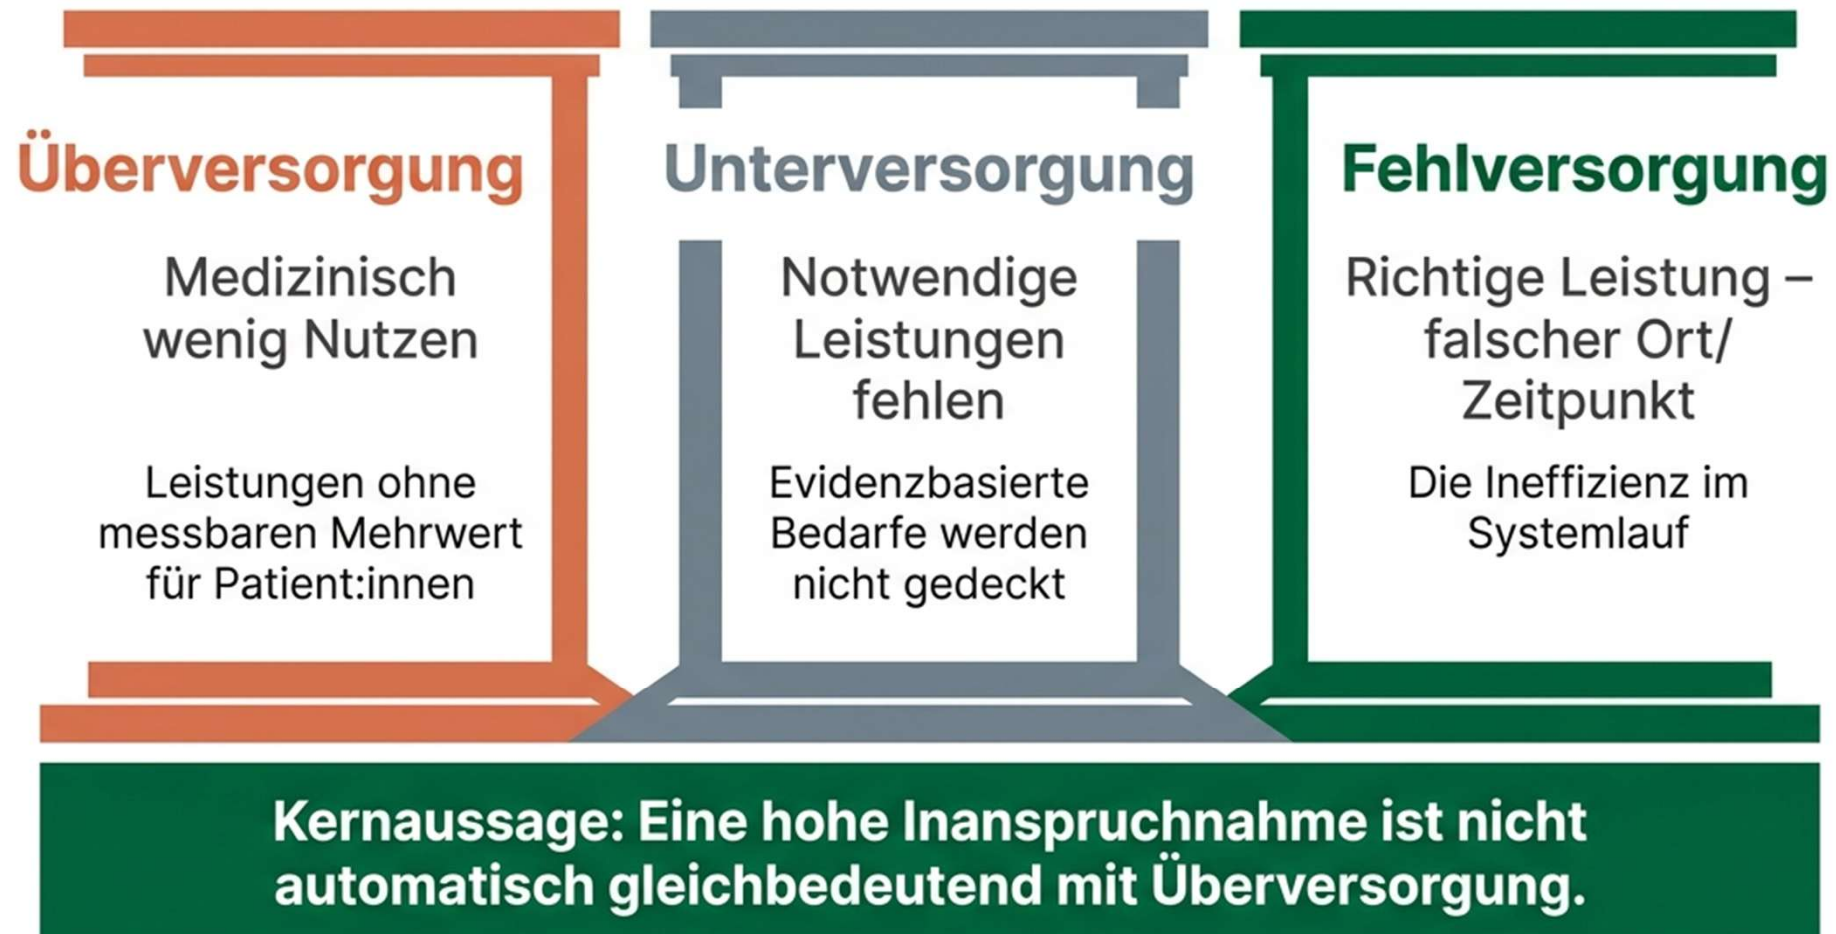 Überversorgung
Medizinisch
wenig Nutzen
Leistungen ohne
messbaren Mehrwert
für Patient:innen
Unterversorgung
Notwendige
Leistungen
fehlen
Evidenzbasierte
Bedarfe werden
nicht gedeckt
Fehlversorgung
Richtige Leistung –
falscher Ort/
Zeitpunkt
Die Ineffizienz im
Systemlauf
Kernaussage: Eine hohe Inanspruchnahme ist nicht
automatisch gleichbedeutend mit Überversorgung.